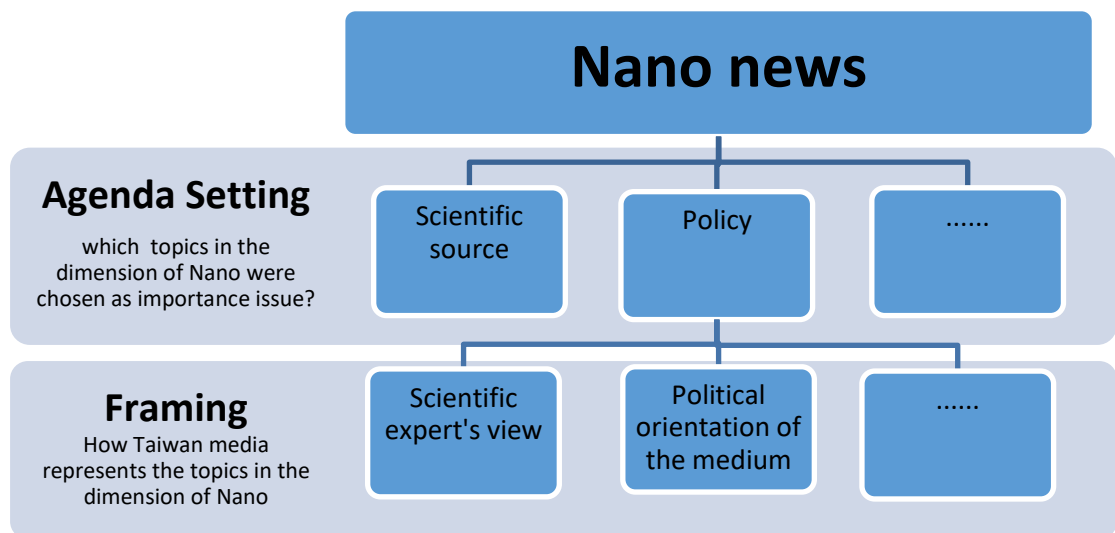 Nano news
Agenda Setting
which topics in the
dimension of Nano were
chosen as importance issue?
Scientific
source
Policy
......
Framing
How Taiwan media
represents the topics in the
dimension of Nano
Scientific
expert's view
Political
orientation of
the medium
......